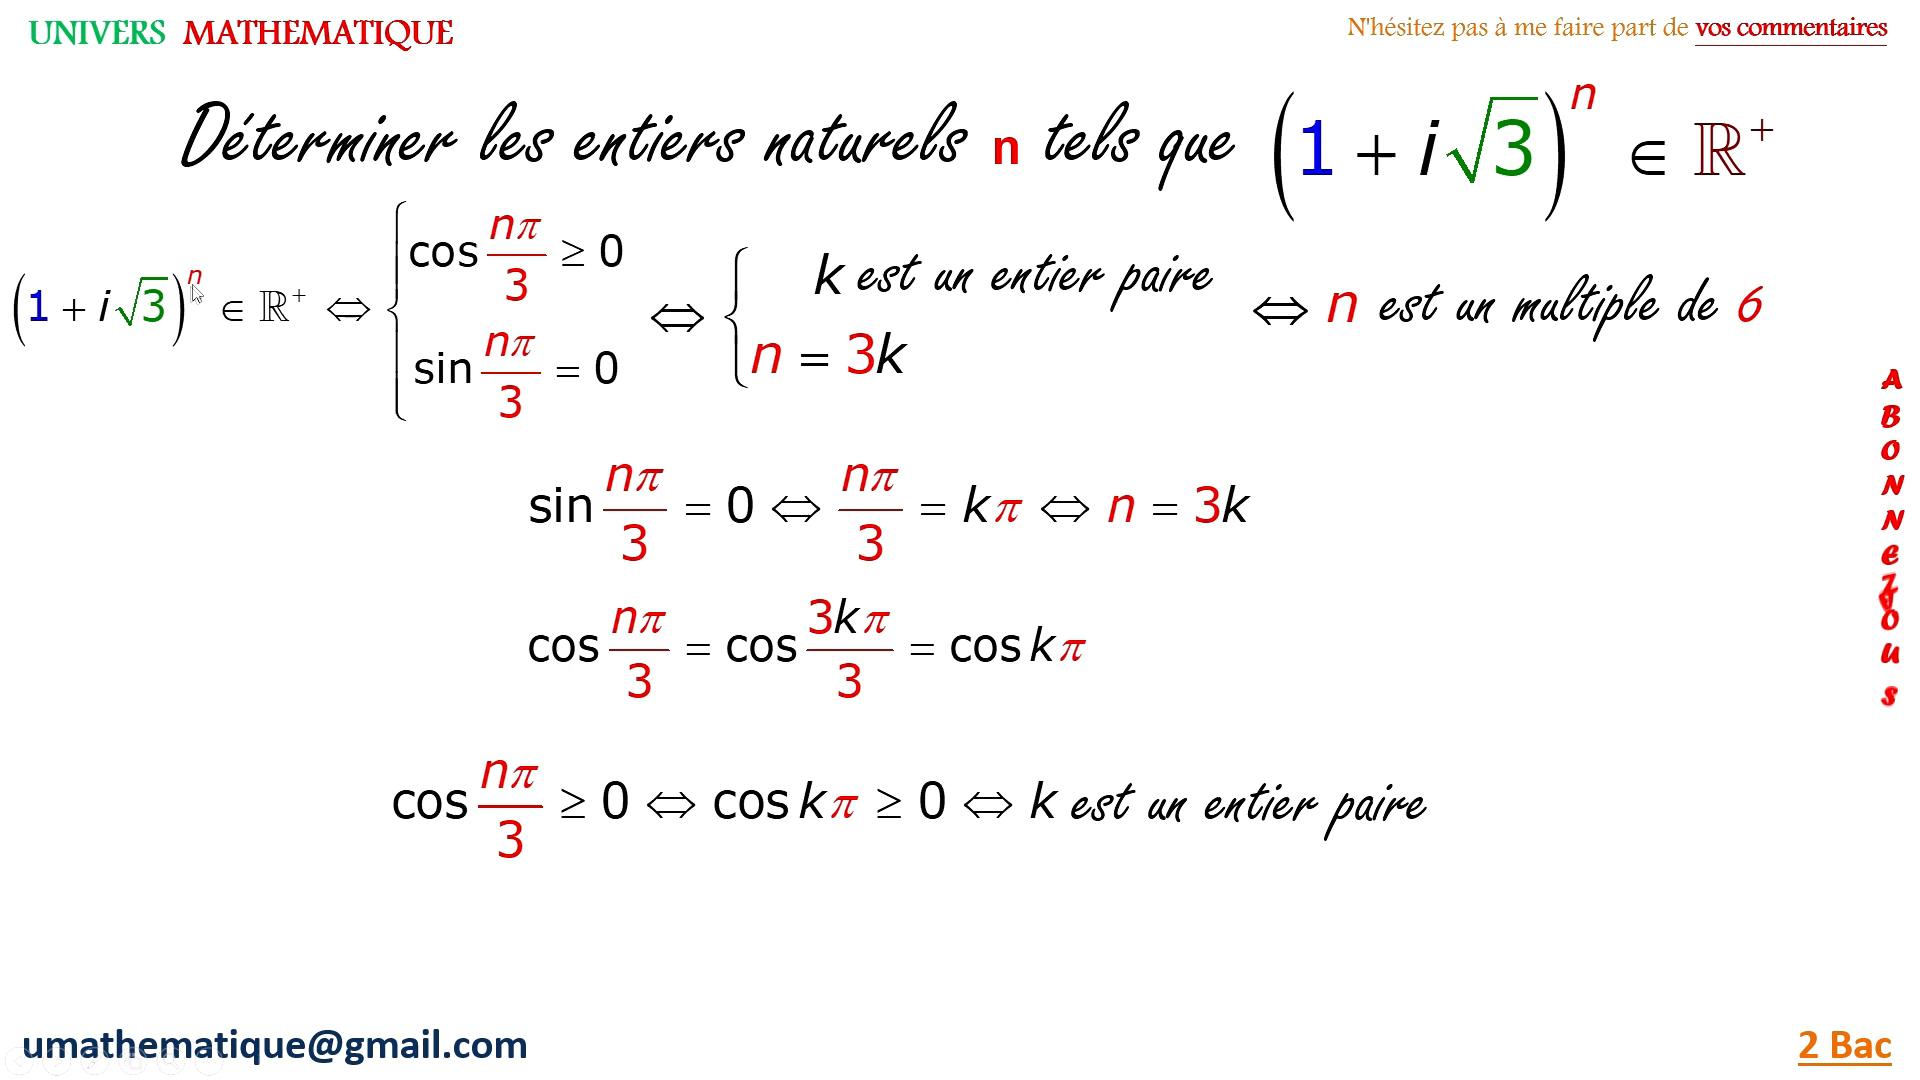 UNIVERS MATHEMATIQUE
N'hésitez pas à me faire part de vos commentaires
Déterminer les entiers naturels n tels que (1 + i√3)ⁿ ∈ ℝ⁺
(1 + i√3)ⁿ ∈ ℝ⁺ ⇔ { cos nπ/3 ≥ 0 ; sin nπ/3 = 0 ⇔ { k est un entier paire ; n = 3k ⇔ n est un multiple de 6
sin nπ/3 = 0 ⇔ nπ/3 = kπ ⇔ n = 3k
cos nπ/3 = cos 3kπ/3 = cos kπ
cos nπ/3 ≥ 0 ⇔ cos kπ ≥ 0 ⇔ k est un entier paire
ABONNeZ
vous
umathematique@gmail.com
2 Bac